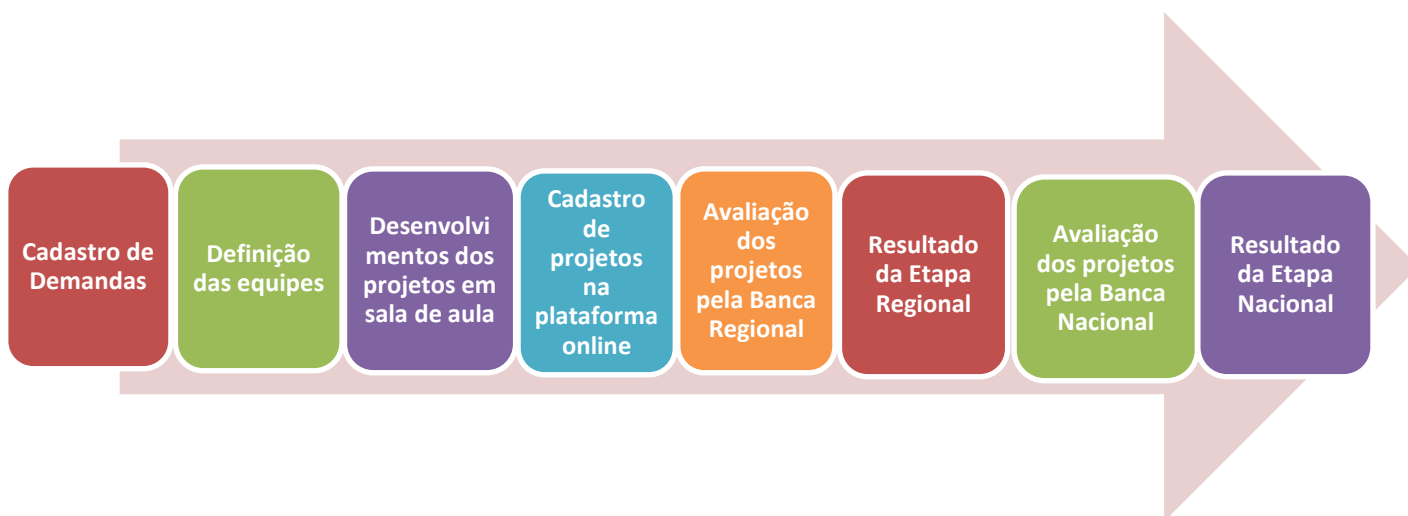 Cadastro de
Demandas
Definição
das equipes
Desenvolvi
mentos dos
projetos em
sala de aula
Cadastro
de
projetos
na
plataforma
online
Avaliação
dos
projetos
pela Banca
Regional
Resultado
da Etapa
Regional
Avaliação
dos projetos
pela Banca
Nacional
Resultado
da Etapa
Nacional